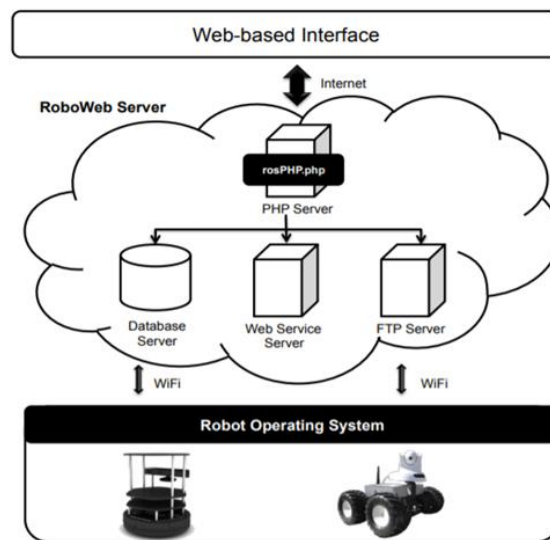 Web-based Interface
Internet
RoboWeb Server
rosPHP.php
PHP Server
Database
Server
Web Service
Server
FTP Server
WiFi
WiFi
Robot Operating System